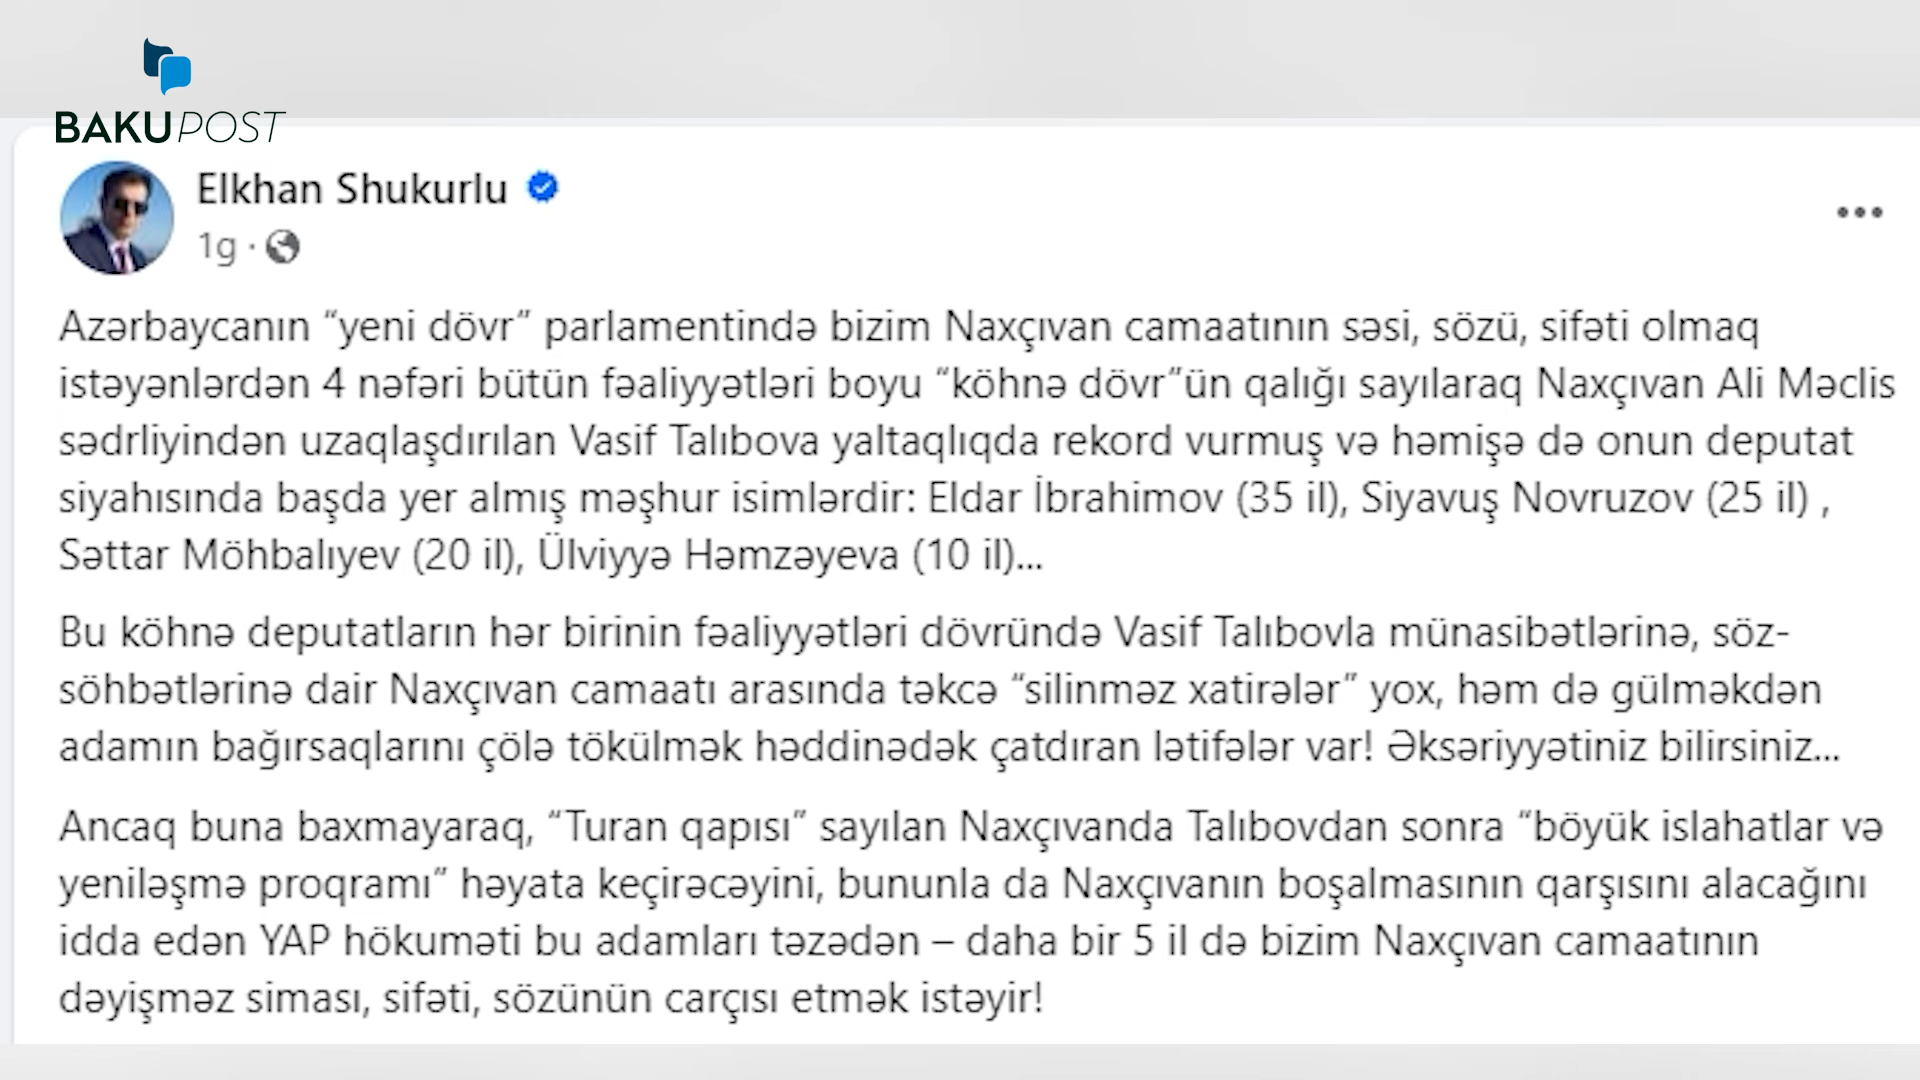 BAKUPOST
Elkhan Shukurlu
1g ·
Azərbaycanın “yeni dövr” parlamentində bizim Naxçıvan camaatının səsi, sözü, sifəti olmaq
istəyənlərdən 4 nəfəri bütün fəaliyyətləri boyu “köhnə dövr”ün qalığı sayılaraq Naxçıvan Ali Məclis
sədrliyindən uzaqlaşdırılan Vasif Talıbova yaltaqlıqda rekord vurmuş və həmişə də onun deputat
siyahısında başda yer almış məşhur isimlərdir: Eldar İbrahimov (35 il), Siyavuş Novruzov (25 il) ,
Səttar Möhbalıyev (20 il), Ülviyyə Həmzəyeva (10 il)...
Bu köhnə deputatların hər birinin fəaliyyətləri dövründə Vasif Talıbovla münasibətlərinə, söz-
söhbətlərinə dair Naxçıvan camaatı arasında təkcə “silinməz xatirələr” yox, həm də gülməkdən
adamın bağırsaqlarını çölə tökülmək həddinədək çatdıran lətifələr var! Əksəriyyətiniz bilirsiniz...
Ancaq buna baxmayaraq, “Turan qapısı” sayılan Naxçıvanda Talıbovdan sonra “böyük islahatlar və
yeniləşmə proqramı” həyata keçirəcəyini, bununla da Naxçıvanın boşalmasının qarşısını alacağını
idda edən YAP hökuməti bu adamları təzədən – daha bir 5 il də bizim Naxçıvan camaatının
dəyişməz siması, sifəti, sözünün carçısı etmək istəyir!